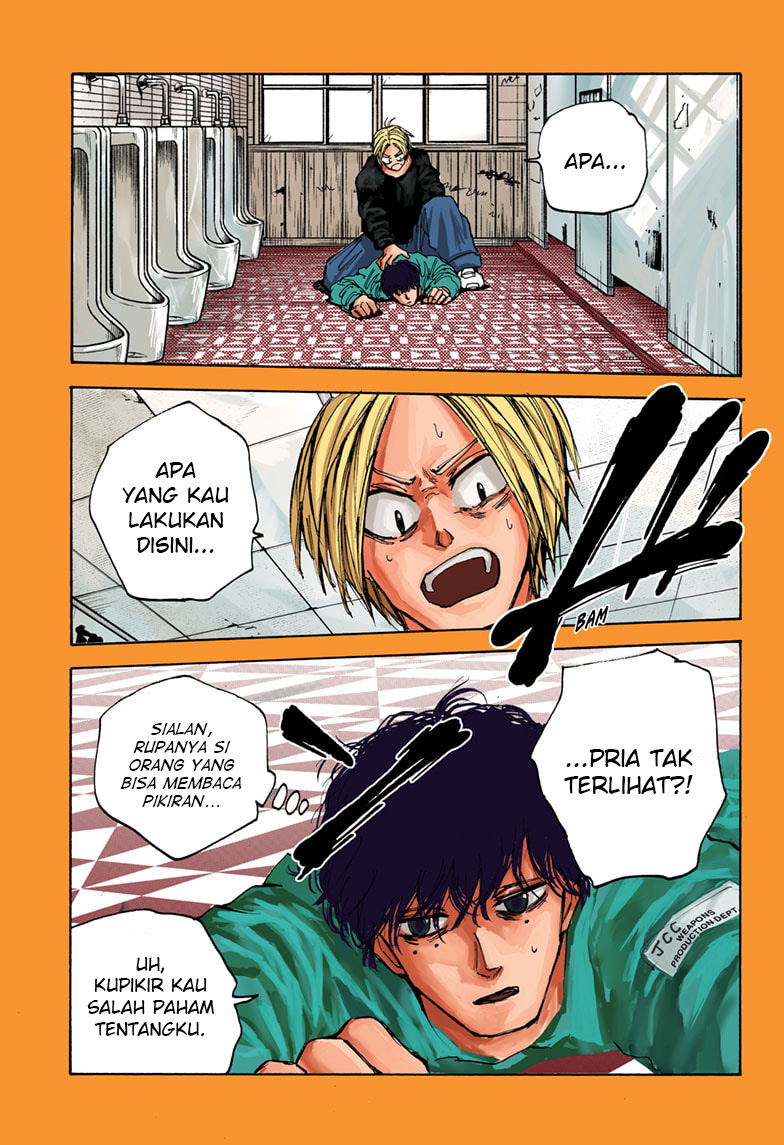 APA...
APA
YANG KAU
LAKUKAN
DISINI...
BAM
...PRIA TAK
TERLIHAT?!
SIALAN,
RUPANYA SI
ORANG YANG
BISA MEMBACA
PIKIRAN...
JCC
WEAPONS
PRODUCTION DEPT.
UH,
KUPIKIR KAU
SALAH PAHAM
TENTANGKU.